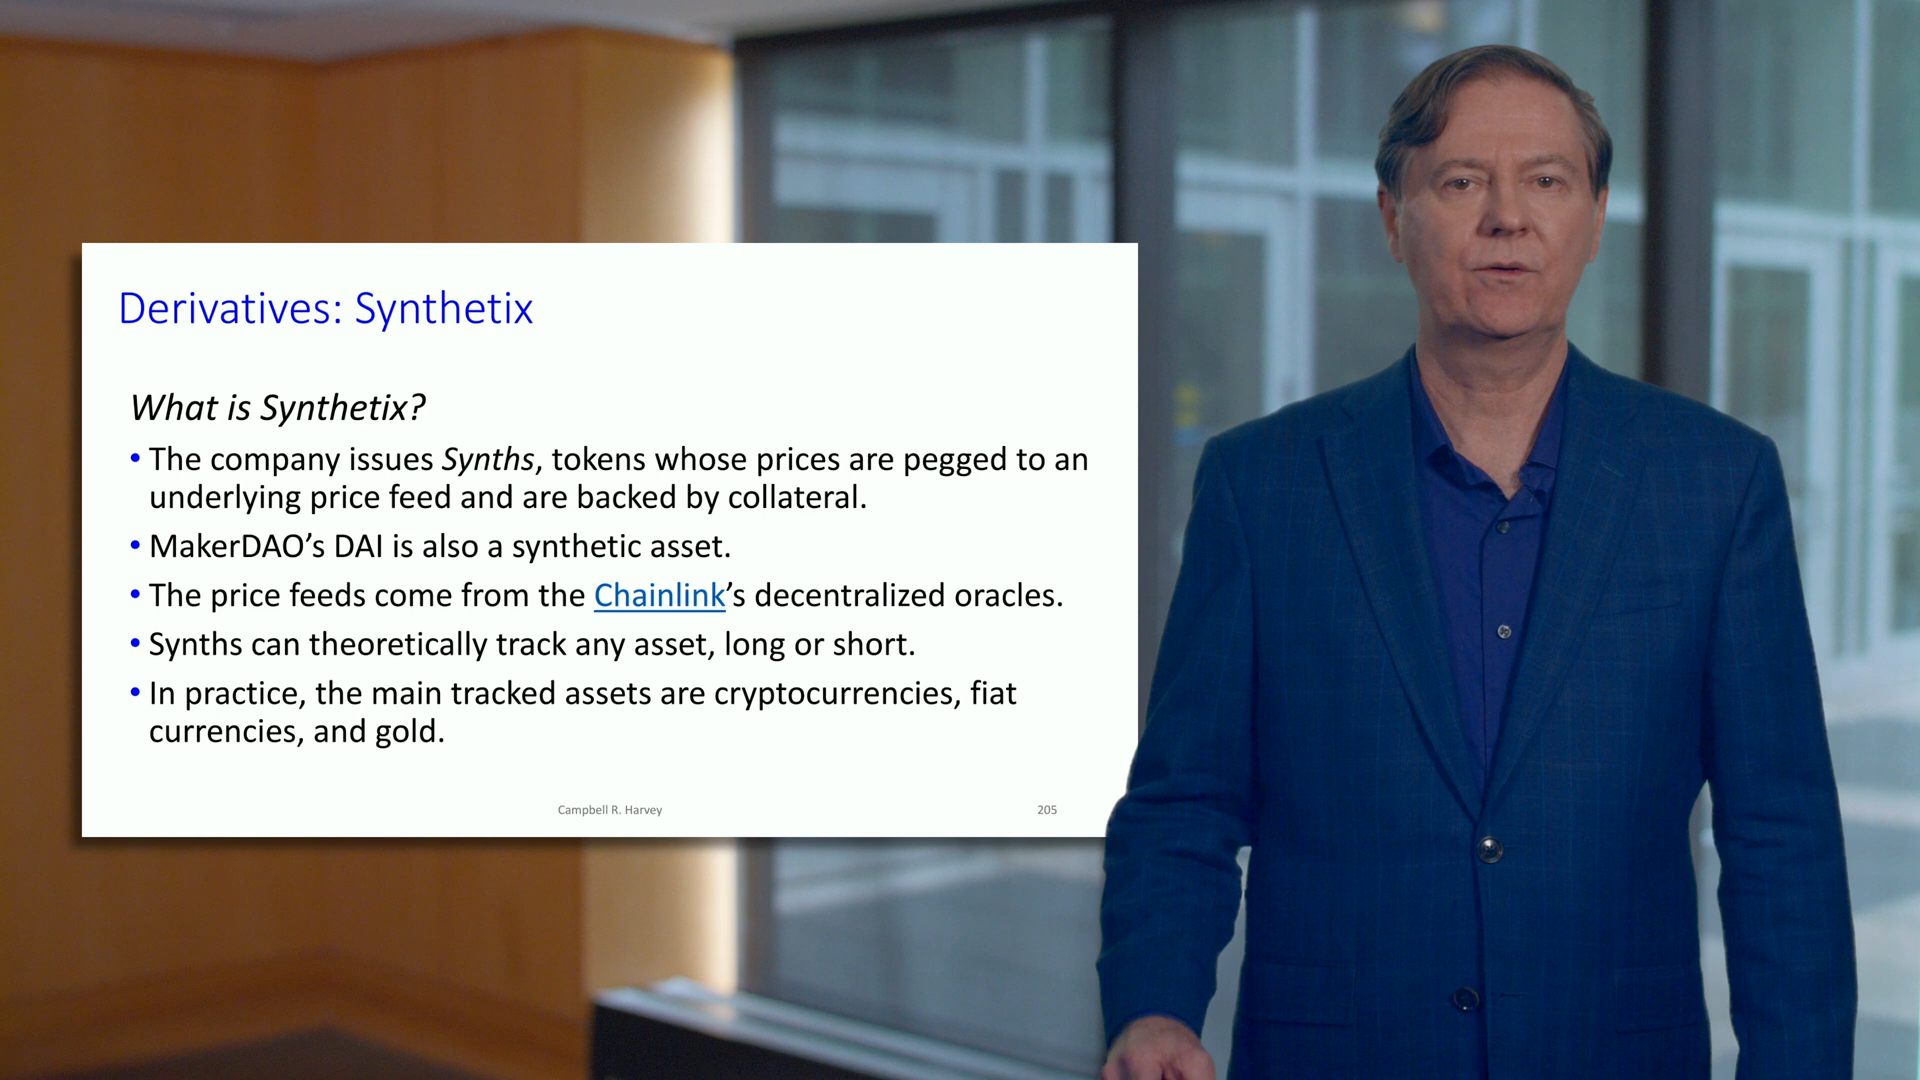 Derivatives: Synthetix
What is Synthetix?
• The company issues Synths, tokens whose prices are pegged to an
underlying price feed and are backed by collateral.
• MakerDAO’s DAI is also a synthetic asset.
• The price feeds come from the Chainlink’s decentralized oracles.
• Synths can theoretically track any asset, long or short.
• In practice, the main tracked assets are cryptocurrencies, fiat
currencies, and gold.
Campbell R. Harvey
205